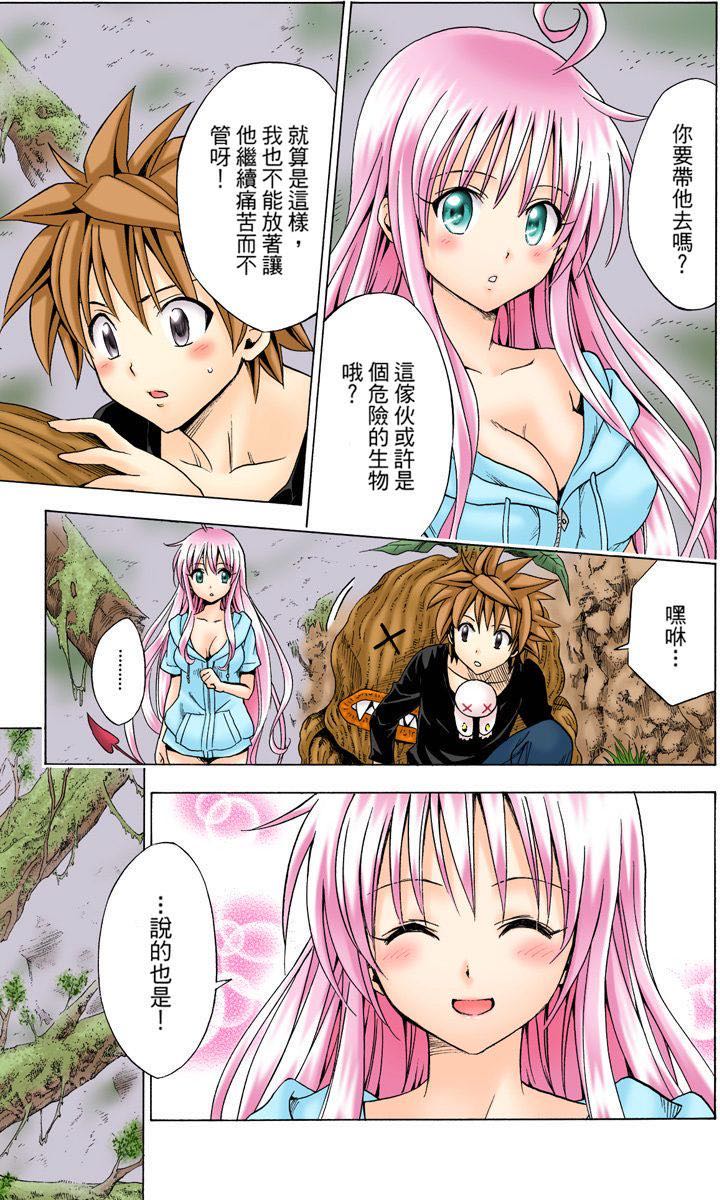 你要帶他去嗎？
這傢伙或許是
個危險的生物
哦？
就算是這樣，
我也不能放著讓
他繼續痛苦而不
管呀！
嘿咻…
……
…說的也是！